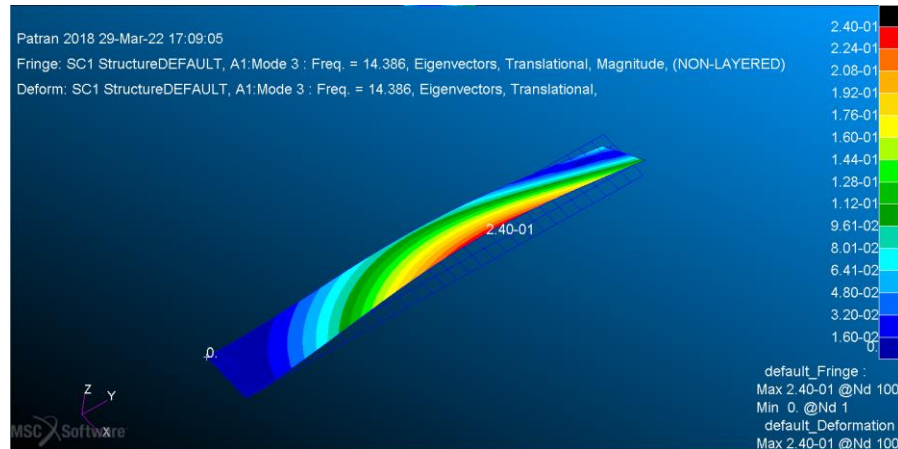 Patran 2018 29-Mar-22 17:09:05
Fringe: SC1 StructureDEFAULT, A1:Mode 3 : Freq. = 14.386, Eigenvectors, Translational, Magnitude, (NON-LAYERED)
Deform: SC1 StructureDEFAULT, A1:Mode 3 : Freq. = 14.386, Eigenvectors, Translational,
2.40-01
2.24-01
2.08-01
1.92-01
1.76-01
1.60-01
1.44-01
1.28-01
1.12-01
9.61-02
8.01-02
6.41-02
4.80-02
3.20-02
1.60-02
0.
2.40-01
0.
Z
Y
X
MSC Software
default_Fringe :
Max 2.40-01 @Nd 100
Min 0. @Nd 1
default_Deformation
Max 2.40-01 @Nd 100